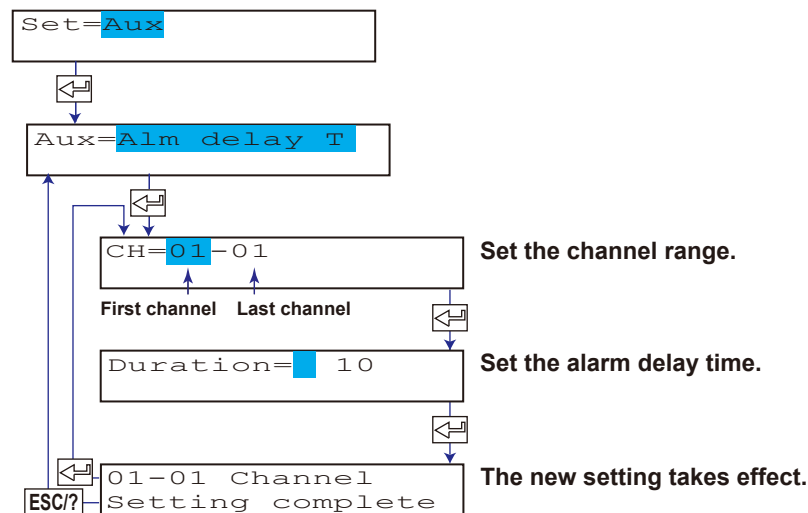 Set=Aux
Aux=Alm delay T
CH=01-01
Set the channel range.
First channel Last channel
Duration= 10
Set the alarm delay time.
01-01 Channel
The new setting takes effect.
ESC/?
Setting complete